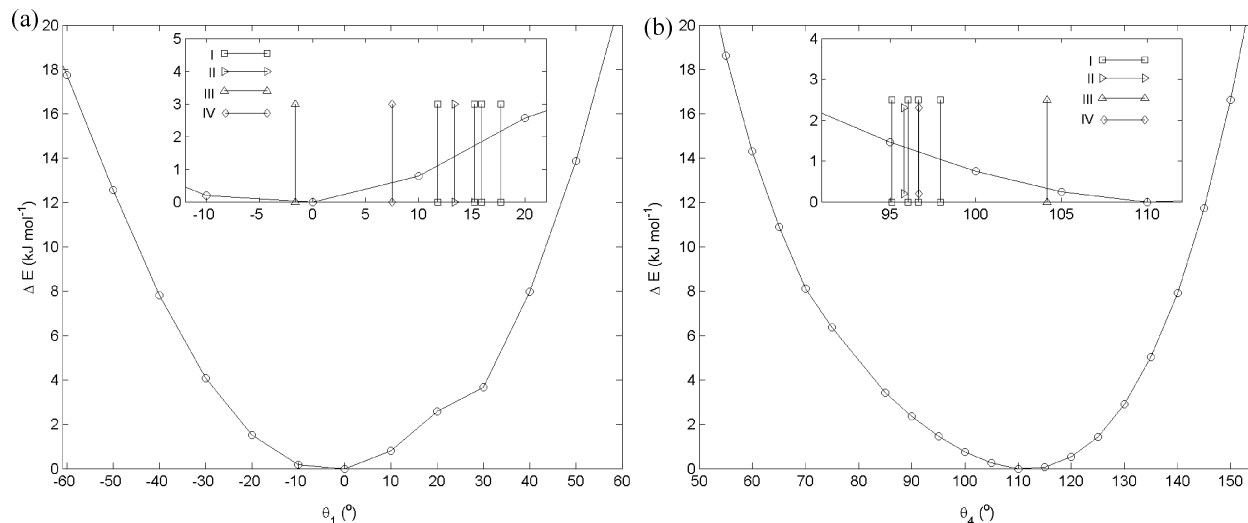 (a)
20
18
16
14
12
10
8
6
4
2
0
Δ E (kJ mol⁻¹)
-60 -50 -40 -30 -20 -10 0 10 20 30 40 50 60
θ₁ (º)
5
4
3
2
1
0
-10 -5 0 5 10 15 20
I
II
III
IV
(b)
20
18
16
14
12
10
8
6
4
2
0
Δ E (kJ mol⁻¹)
50 60 70 80 90 100 110 120 130 140 150
θ₄ (º)
4
3
2
1
0
95 100 105 110
I
II
III
IV